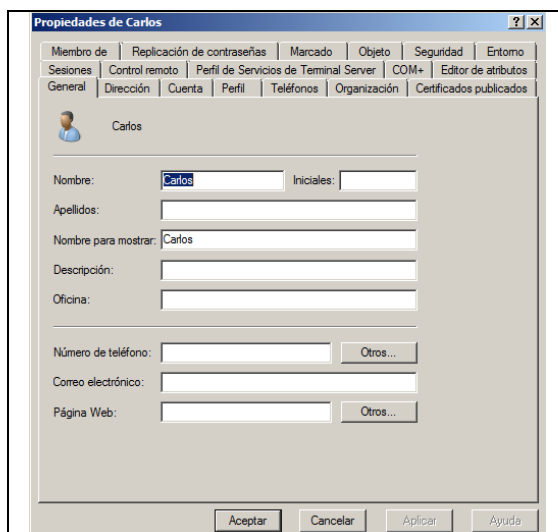 Propiedades de Carlos
Miembro de Replicación de contraseñas Marcado Objeto Seguridad Entorno
Sesiones Control remoto Perfil de Servicios de Terminal Server COM+ Editor de atributos
General Dirección Cuenta Perfil Teléfonos Organización Certificados publicados
Carlos
Nombre: Carlos Iniciales:
Apellidos:
Nombre para mostrar: Carlos
Descripción:
Oficina:
Número de teléfono: Otros...
Correo electrónico:
Página Web: Otros...
Aceptar Cancelar Aplicar Ayuda